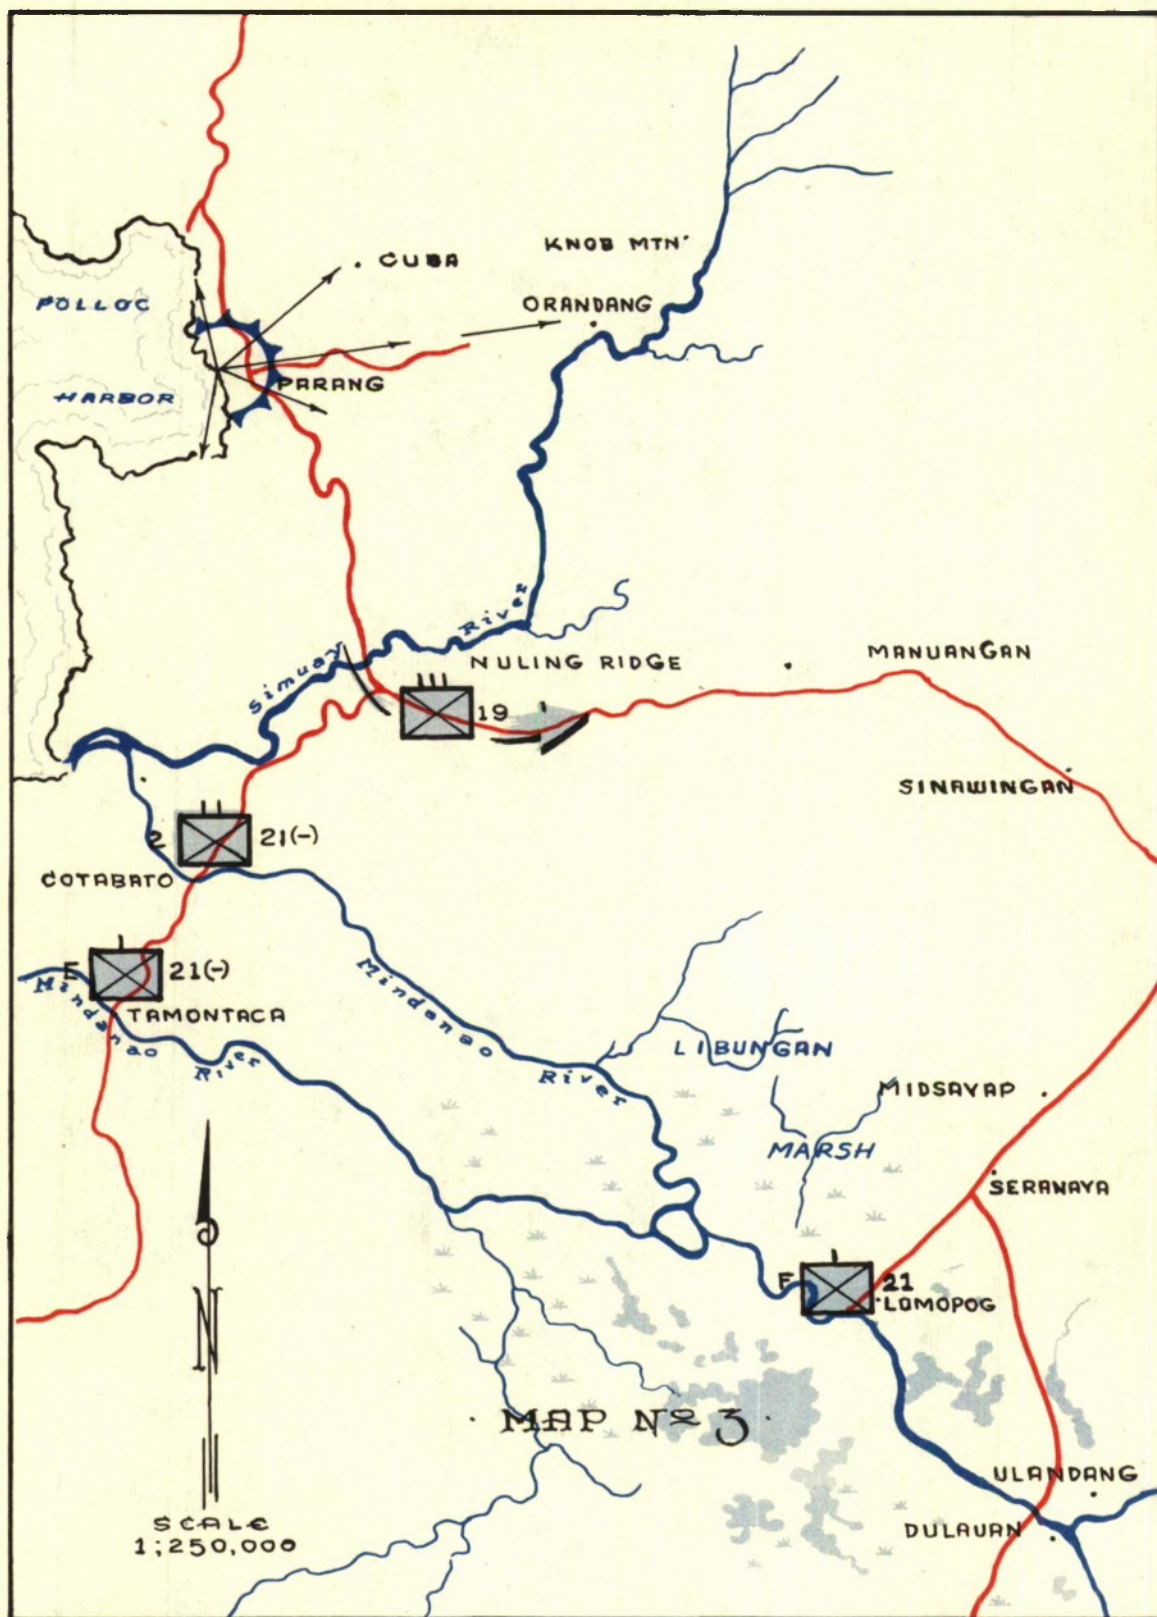 KNOB MTN
CUBA
POLLOC
ORANDANG
PARANG
HARBOR
Simuay River
NULING RIDGE
MANUANGAN
19
SINAWINGAN
2 21(-)
COTABATO
E 21(-)
Mindanao River
TAMONTACA
Mindanao River
LIBUNGAN
MIDSAYAP
MARSH
SERANAYA
F 21
LOMOPOG
N
MAP No 3
ULANDANG
SCALE
DULAUAN
1;250,000